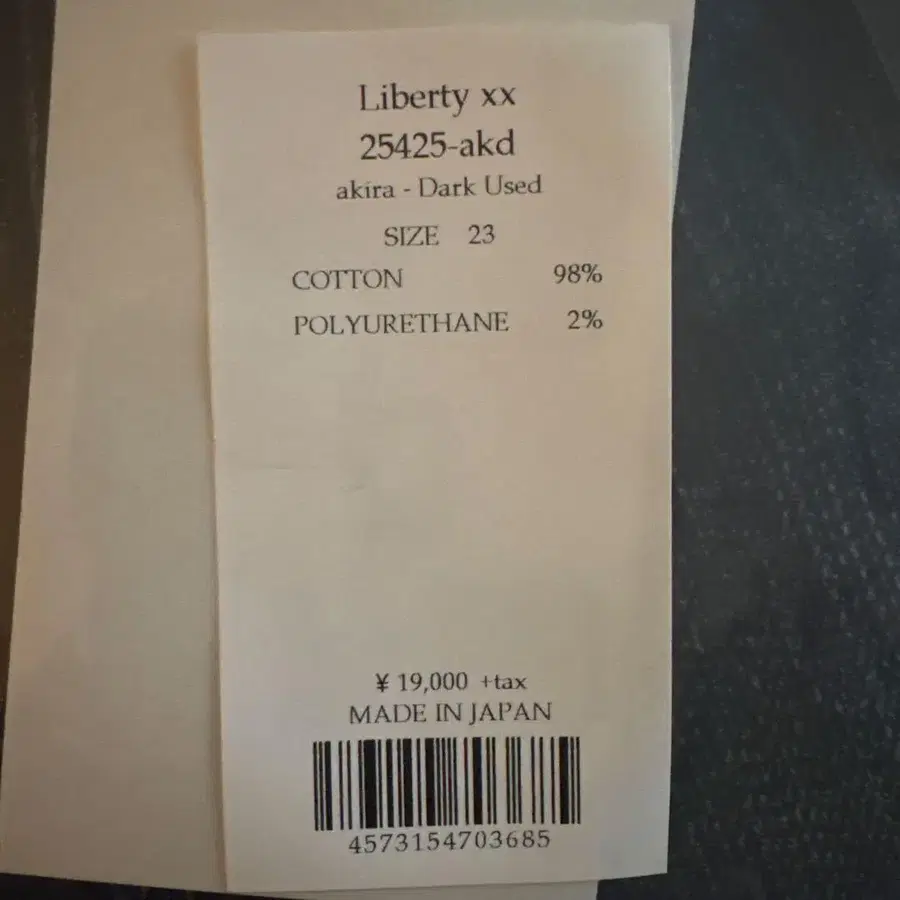 Liberty xx
25425-akd
akira - Dark Used
SIZE 23
COTTON 98%
POLYURETHANE 2%
¥ 19,000 +tax
MADE IN JAPAN
4573154703685